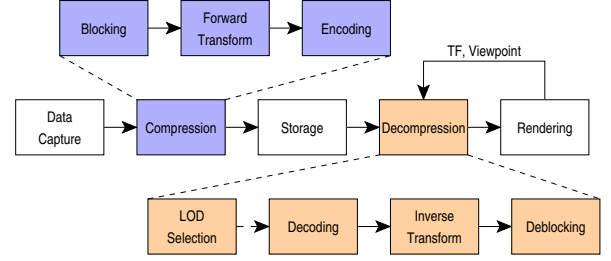 Blocking
Forward
Transform
Encoding
TF, Viewpoint
Data
Capture
Compression
Storage
Decompression
Rendering
LOD
Selection
Decoding
Inverse
Transform
Deblocking